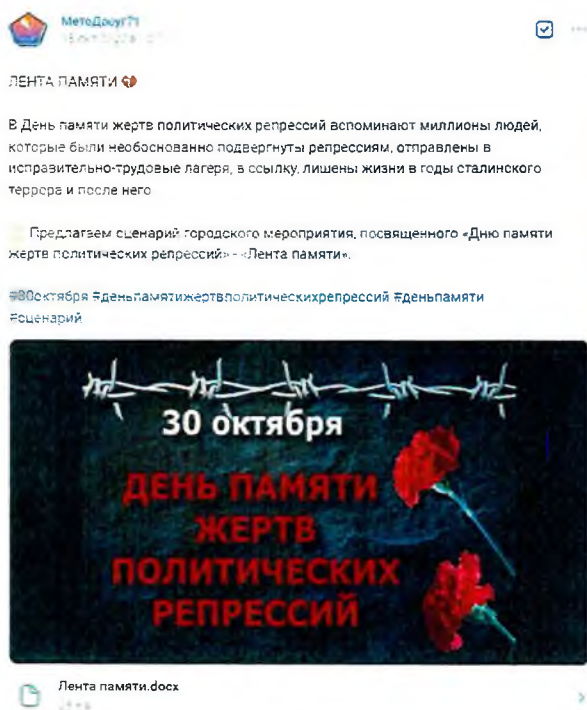 МетоДруг71
ЛЕНТА ПАМЯТИ
В День памяти жертв политических репрессий вспоминают миллионы людей,
которые были необоснованно подвергнуты репрессиям, отправлены в
исправительно-трудовые лагеря, в ссылку, лишены жизни в годы сталинского
террора и после него
Предлагаем сценарий городского мероприятия, посвященного «Дню памяти
жертв политических репрессий» - «Лента памяти».
#30октября #деньпамятижертвполитическихрепрессий #деньпамяти
#сценарий
30 октября
ДЕНЬ ПАМЯТИ
ЖЕРТВ
ПОЛИТИЧЕСКИХ
РЕПРЕССИЙ
Лента памяти.docx